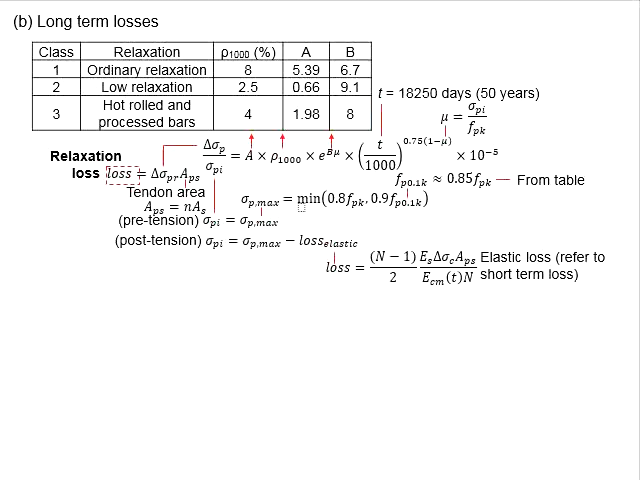 (b) Long term losses
Class Relaxation ρ1000 (%) A B
1 Ordinary relaxation 8 5.39 6.7
2 Low relaxation 2.5 0.66 9.1
3 Hot rolled and processed bars 4 1.98 8
t = 18250 days (50 years)
μ = σpi / fpk
Relaxation loss
loss = Δσpr Aps
Δσp / σpi = A × ρ1000 × e^Bμ × (t / 1000)^0.75(1−μ) × 10^−5
fp0.1k ≈ 0.85fpk — From table
Tendon area
Aps = nAs
σp,max = min(0.8fpk, 0.9fp0.1k)
(pre-tension) σpi = σp,max
(post-tension) σpi = σp,max − loss elastic
loss = (N − 1) / 2 EsΔσcAps / Ecm(t)N Elastic loss (refer to
short term loss)